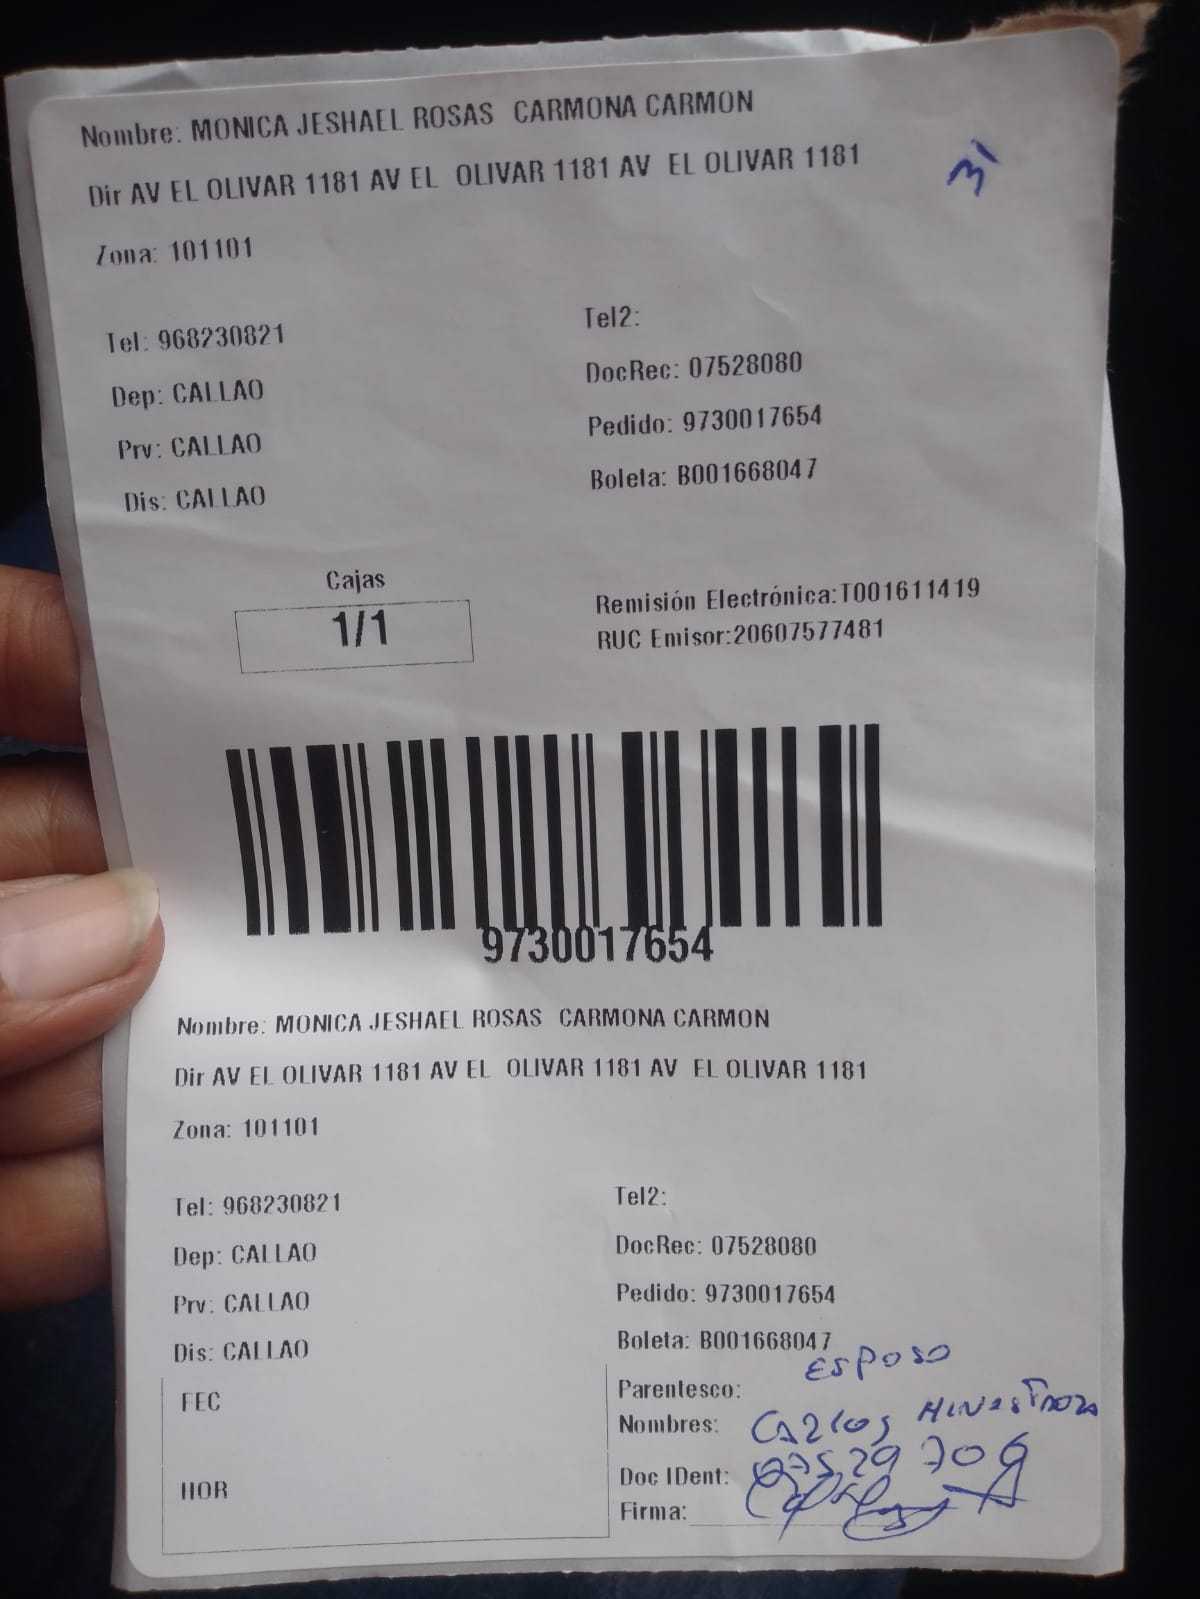 Nombre: MONICA JESHAEL ROSAS CARMONA CARMON
31
Dir AV EL OLIVAR 1181 AV EL OLIVAR 1181 AV EL OLIVAR 1181
Zona: 101101
Tel: 968230821
Tel2:
Dep: CALLAO
DocRec: 07528080
Prv: CALLAO
Pedido: 9730017654
Dis: CALLAO
Boleta: B001668047
Cajas
1/1
Remisión Electrónica:T001611419
RUC Emisor:20607577481
9730017654
Nombre: MONICA JESHAEL ROSAS CARMONA CARMON
Dir AV EL OLIVAR 1181 AV EL OLIVAR 1181 AV EL OLIVAR 1181
Zona: 101101
Tel: 968230821
Tel2:
Dep: CALLAO
DocRec: 07528080
Prv: CALLAO
Pedido: 9730017654
Dis: CALLAO
Boleta: B001668047
FEC
HOR
Parentesco: ESPOSO
Nombres: CARLOS
Doc IDent: 07529706
Firma: